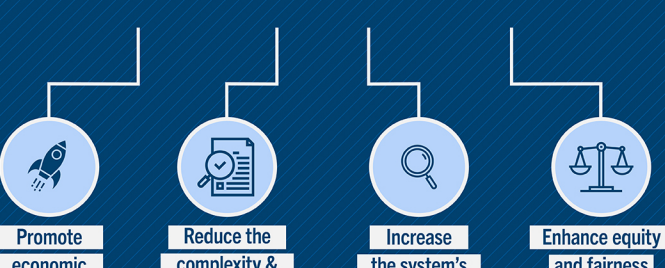 Promote
economic
Reduce the
complexity &
Increase
the system's
Enhance equity
and fairness